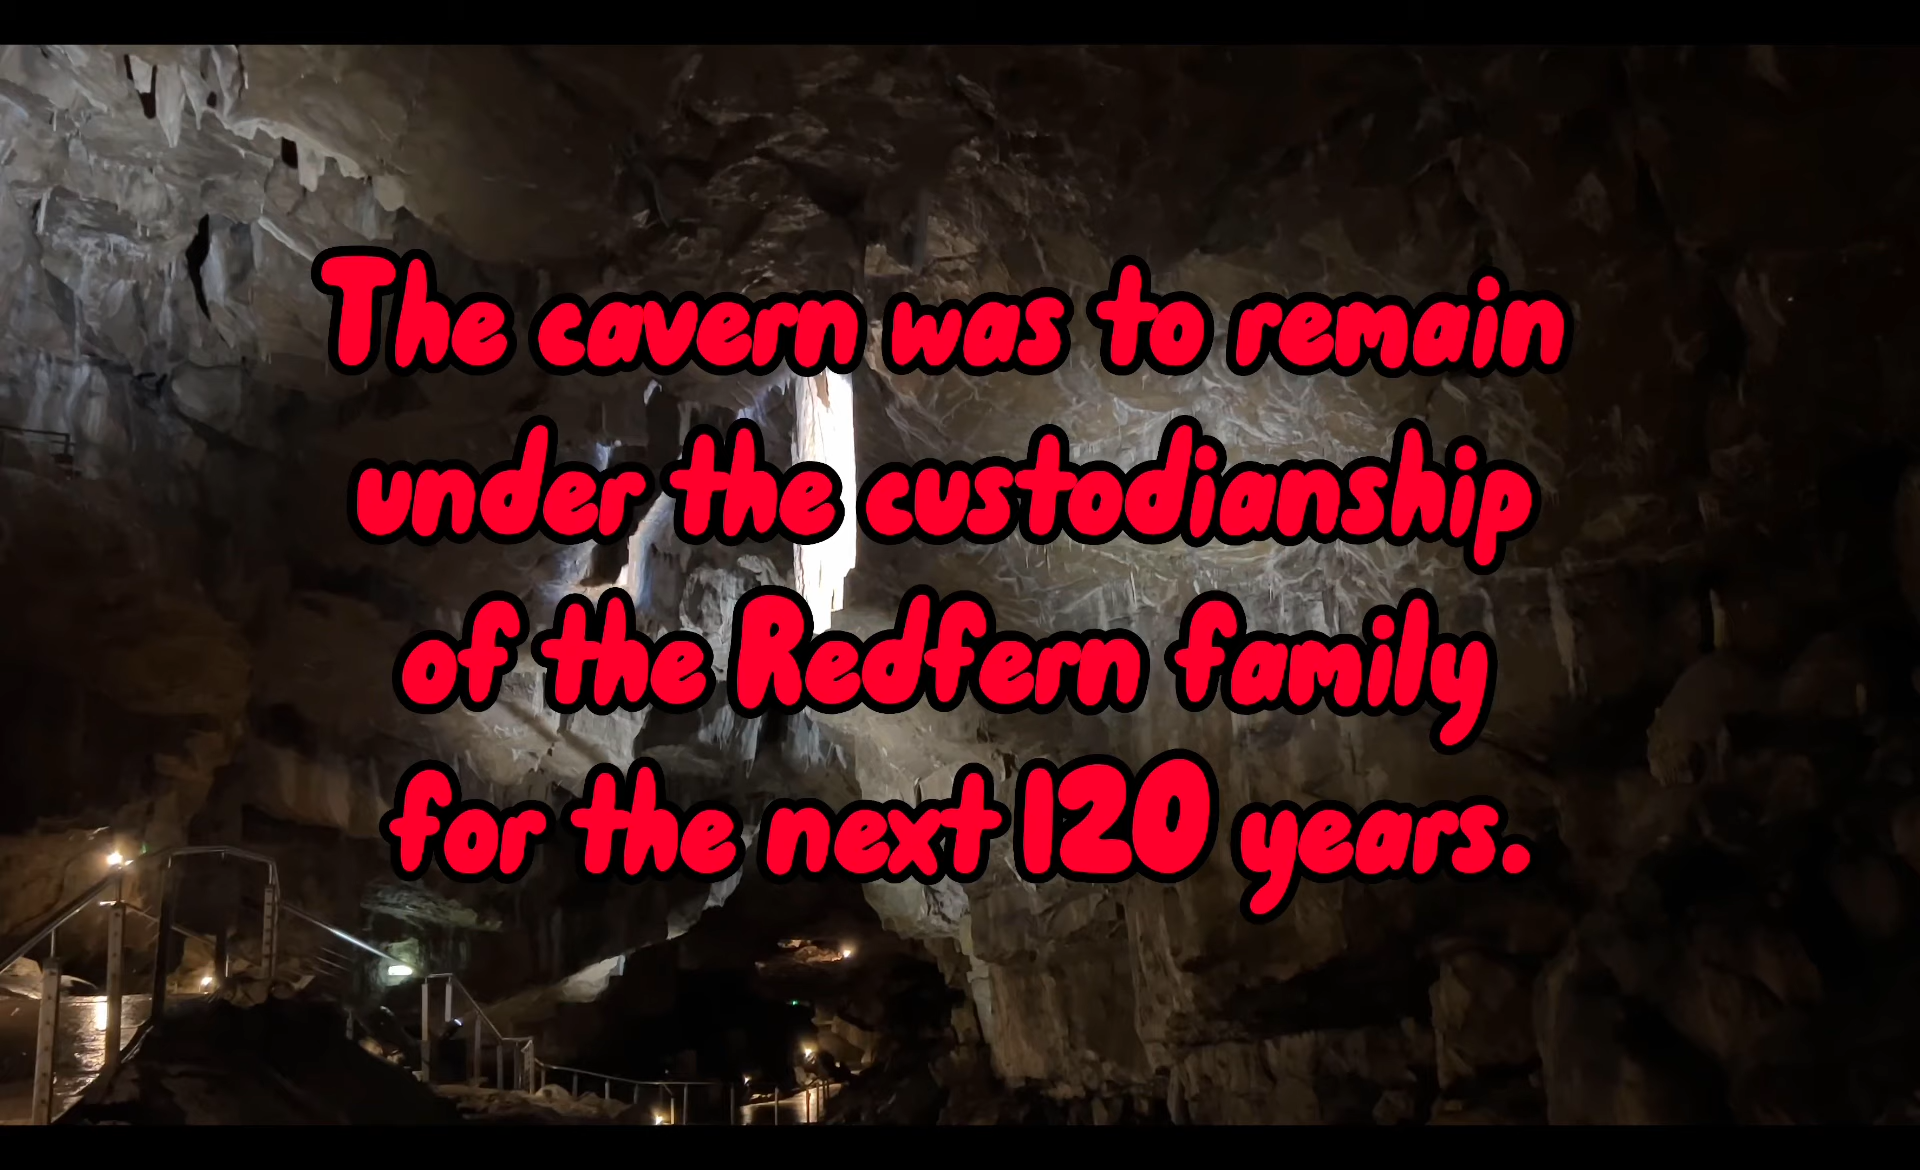 The cavern was to remain
under the custodianship
of the Redfern family
for the next 120 years.